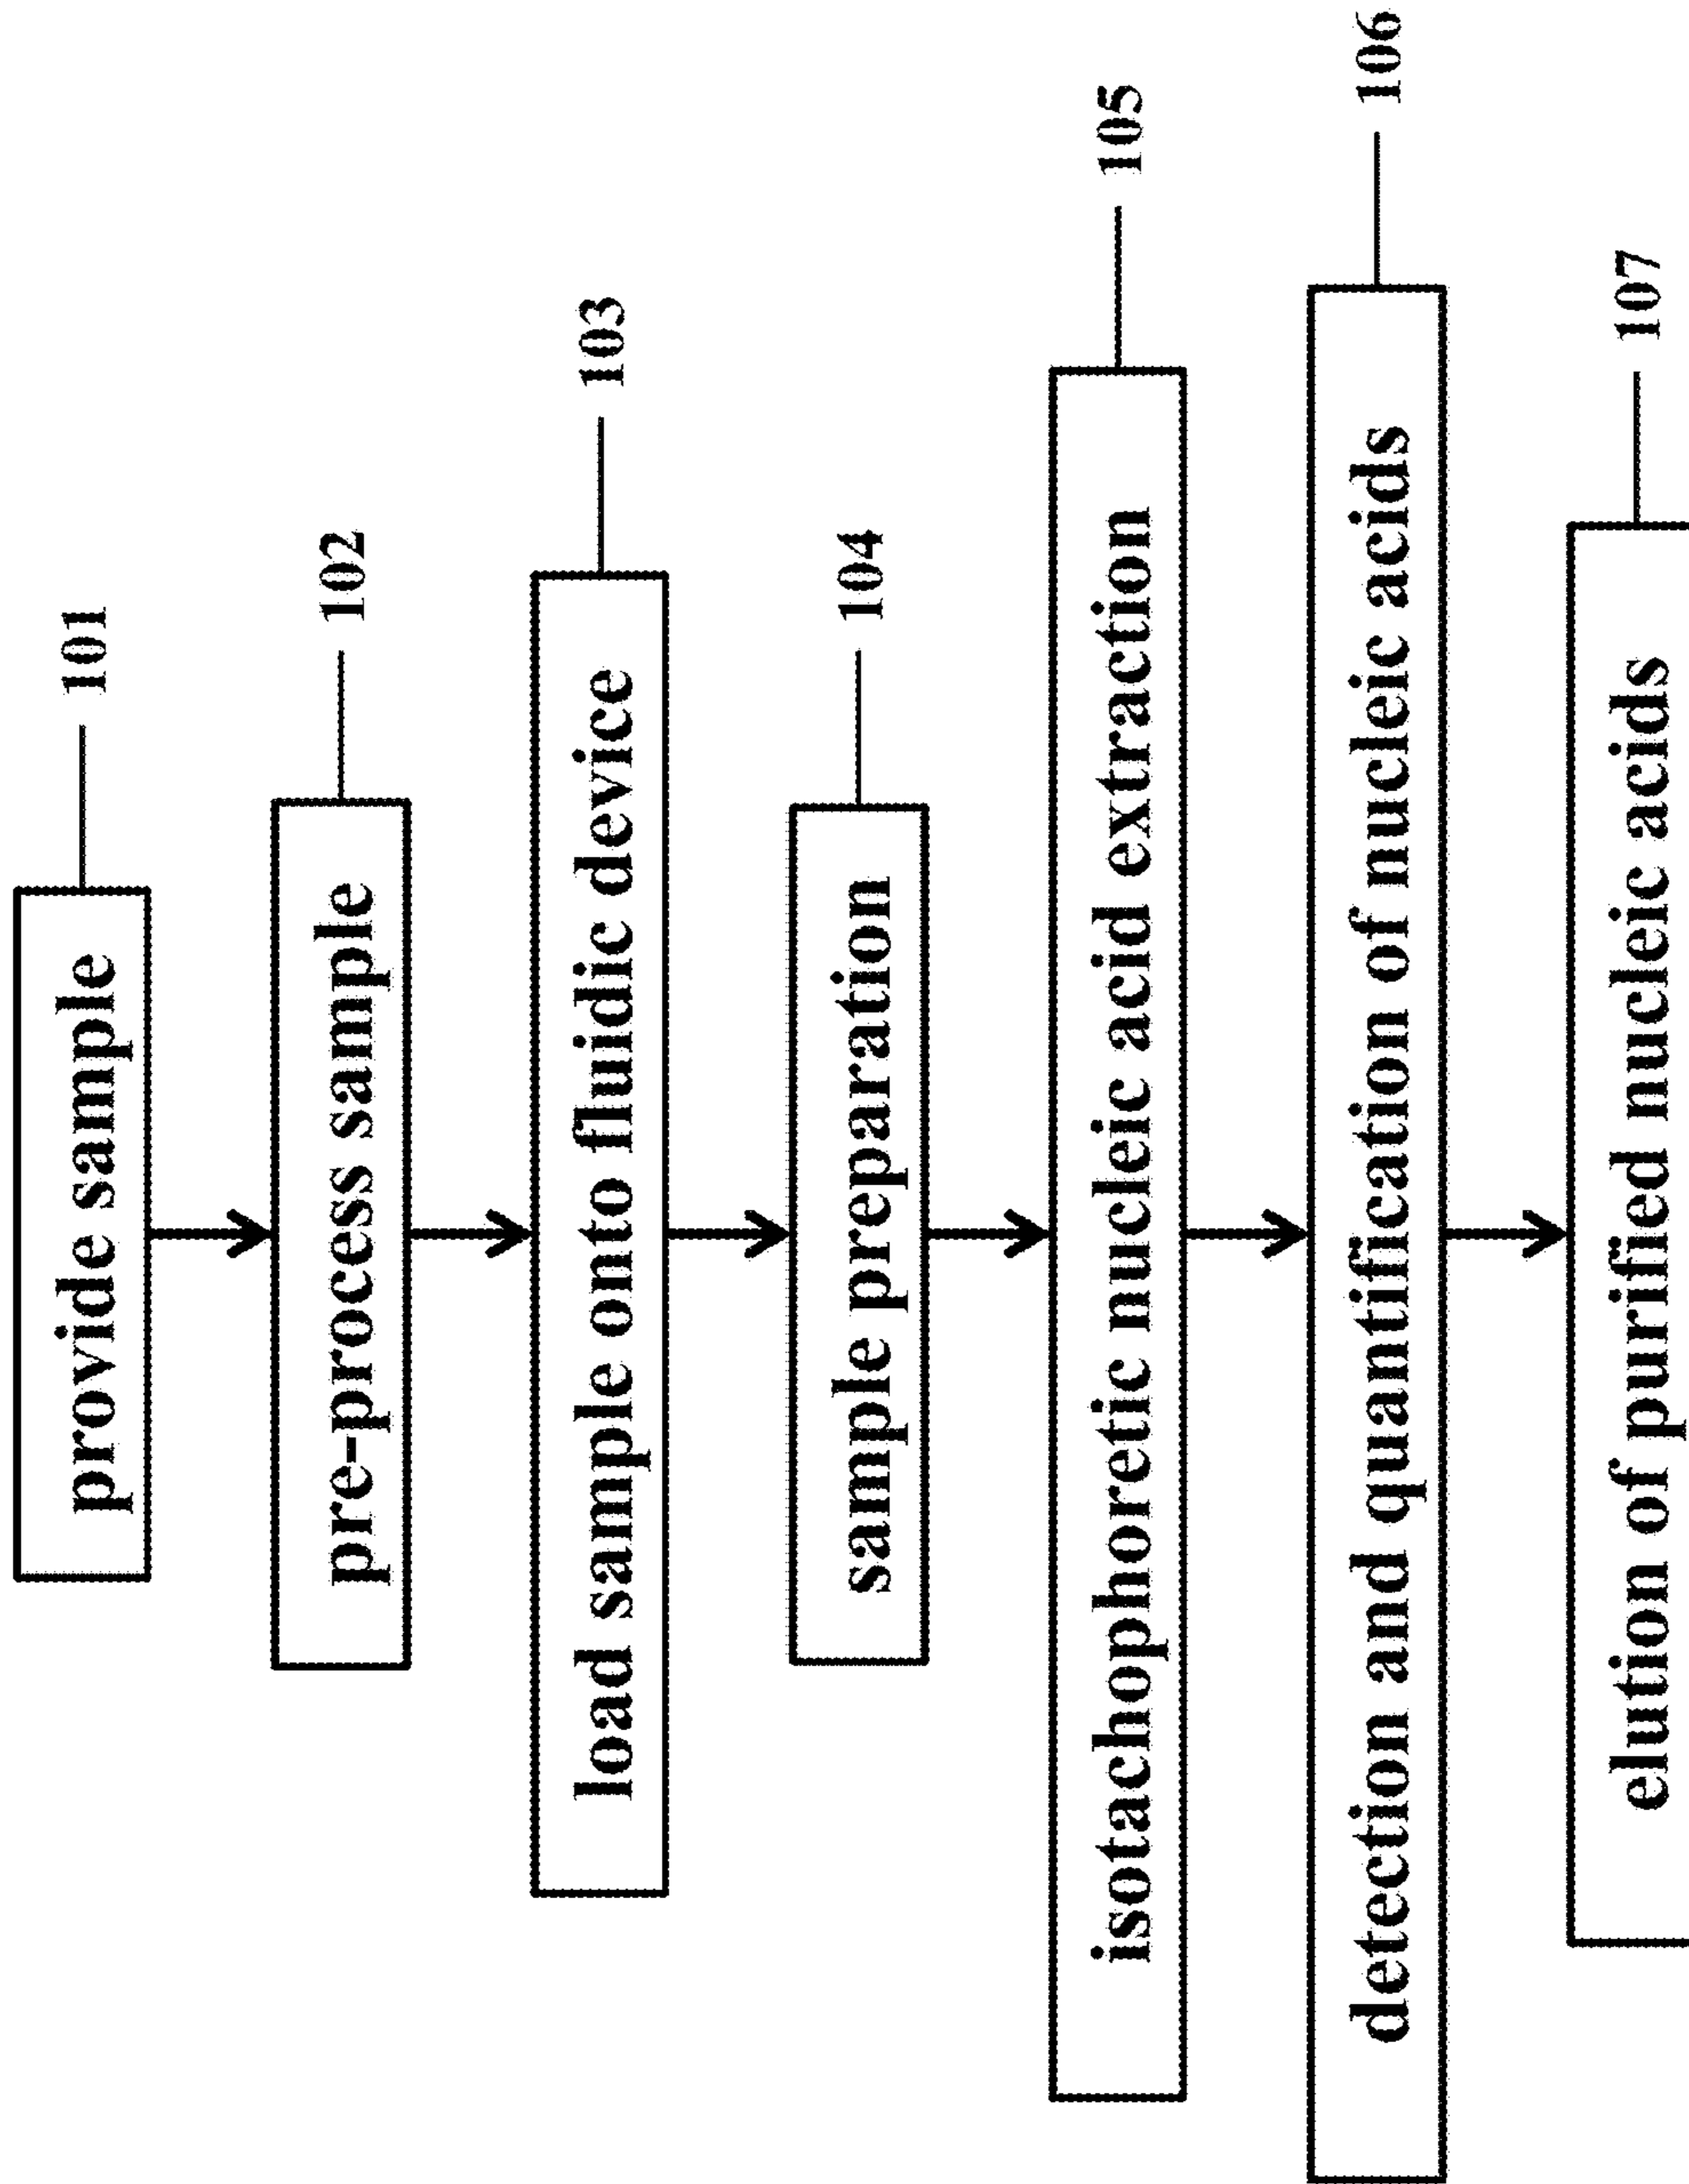 provide sample
101
pre-process sample
102
load sample onto fluidic device
103
sample preparation
104
isotachophoretic nucleic acid extraction
105
detection and quantification of nucleic acids
106
elution of purified nucleic acids
107